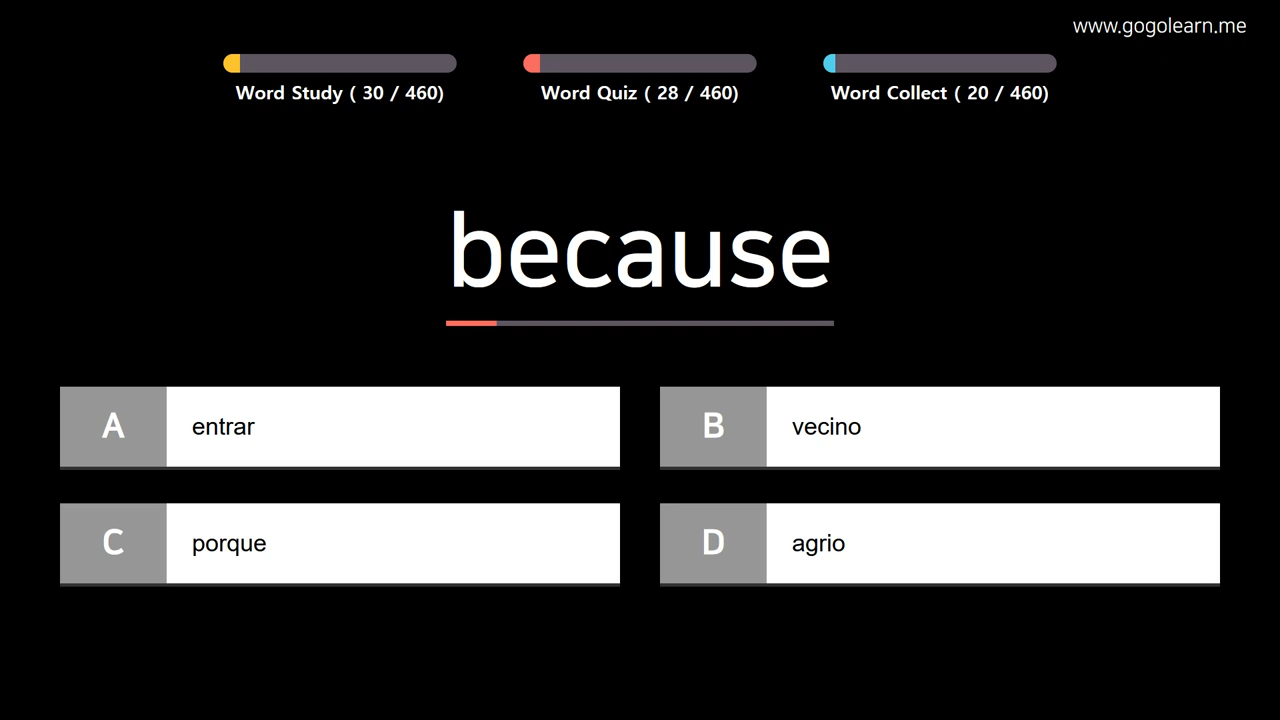 www.gogolearn.me
Word Study ( 30 / 460)
Word Quiz ( 28 / 460)
Word Collect ( 20 / 460)
because
A entrar
B vecino
C porque
D agrio